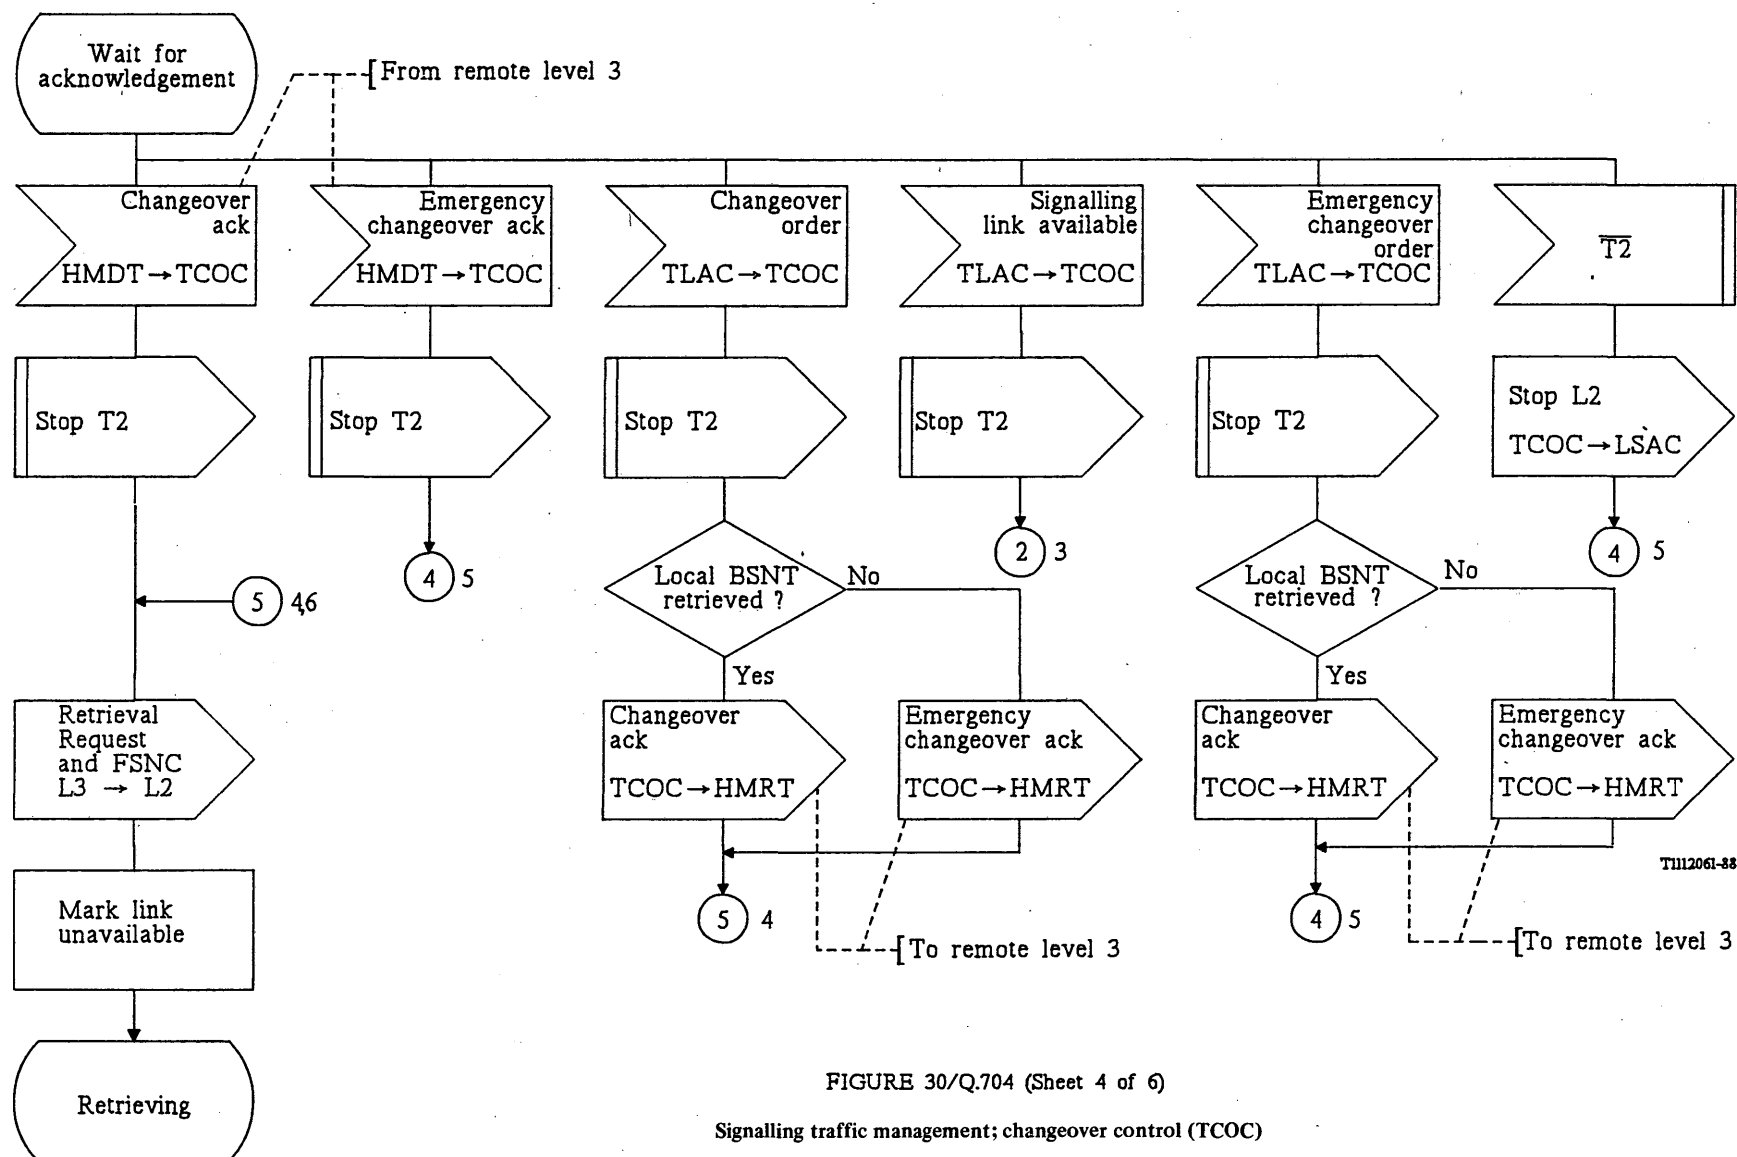 Wait for
acknowledgement
[From remote level 3
Changeover
ack
HMDT→TCOC
Emergency
changeover ack
HMDT→TCOC
Changeover
order
TLAC→TCOC
Signalling
link available
TLAC→TCOC
Emergency
changeover
order
TLAC→TCOC
T2
Stop T2
Stop T2
Stop T2
Stop T2
Stop T2
Stop L2
TCOC→LSAC
5 4,6
4 5
Local BSNT
retrieved ?
No
Yes
2 3
Local BSNT
retrieved ?
No
Yes
4 5
Retrieval
Request
and FSNC
L3 → L2
Changeover
ack
TCOC→HMRT
Emergency
changeover ack
TCOC→HMRT
Changeover
ack
TCOC→HMRT
Emergency
changeover ack
TCOC→HMRT
T1112061-88
Mark link
unavailable
5 4
[To remote level 3
4 5
[To remote level 3
Retrieving
FIGURE 30/Q.704 (Sheet 4 of 6)
Signalling traffic management; changeover control (TCOC)